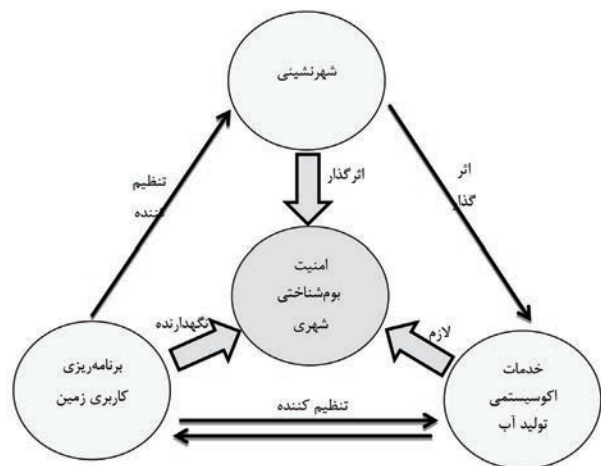 شهرنشینی
تنظیم
کننده
اثرگذار
اثر
گذار
امنیت
بوم‌شناختی
شهری
نگهدارنده
لازم
برنامه‌ریزی
کاربری زمین
خدمات
اکوسیستمی
تولید آب
تنظیم کننده